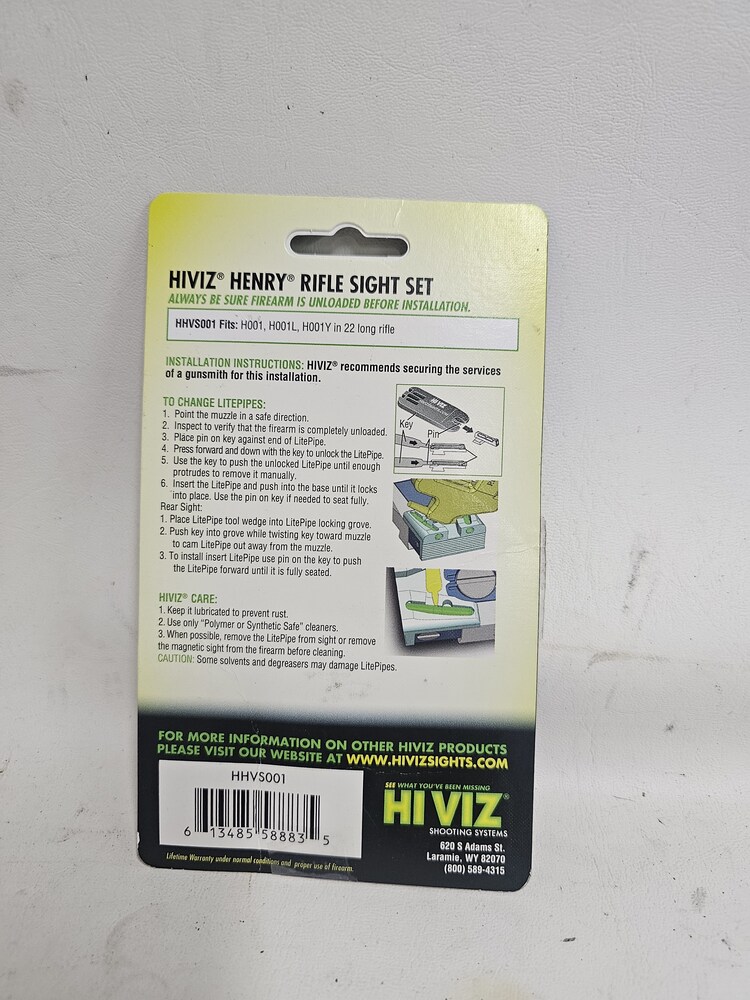 HIVIZ® HENRY® RIFLE SIGHT SET
ALWAYS BE SURE FIREARM IS UNLOADED BEFORE INSTALLATION.
HHVS001 Fits: H001, H001L, H001Y in 22 long rifle
INSTALLATION INSTRUCTIONS: HIVIZ® recommends securing the services
of a gunsmith for this installation.
TO CHANGE LITEPIPES:
1. Point the muzzle in a safe direction.
2. Inspect to verify that the firearm is completely unloaded.
3. Place pin on key against end of LitePipe.
4. Press forward and down with the key to unlock the LitePipe.
5. Use the key to push the unlocked LitePipe until enough
protrudes to remove it manually.
6. Insert the LitePipe and push into the base until it locks
into place. Use the pin on key if needed to seat fully.
Rear Sight:
1. Place LitePipe tool wedge into LitePipe locking grove.
2. Push key into grove while twisting key toward muzzle
to cam LitePipe out away from the muzzle.
3. To install insert LitePipe use pin on the key to push
the LitePipe forward until it is fully seated.
HI VIZ
Key
Pin
HIVIZ® CARE:
1. Keep it lubricated to prevent rust.
2. Use only "Polymer or Synthetic Safe" cleaners.
3. When possible, remove the LitePipe from sight or remove
the magnetic sight from the firearm before cleaning.
CAUTION: Some solvents and degreasers may damage LitePipes.
FOR MORE INFORMATION ON OTHER HIVIZ PRODUCTS
PLEASE VISIT OUR WEBSITE AT WWW.HIVIZSIGHTS.COM
HHVS001
6 13485 58883 5
Lifetime Warranty under normal conditions and proper use of firearm.
SEE WHAT YOU'VE BEEN MISSING
HI VIZ®
SHOOTING SYSTEMS
620 S Adams St.
Laramie, WY 82070
(800) 589-4315